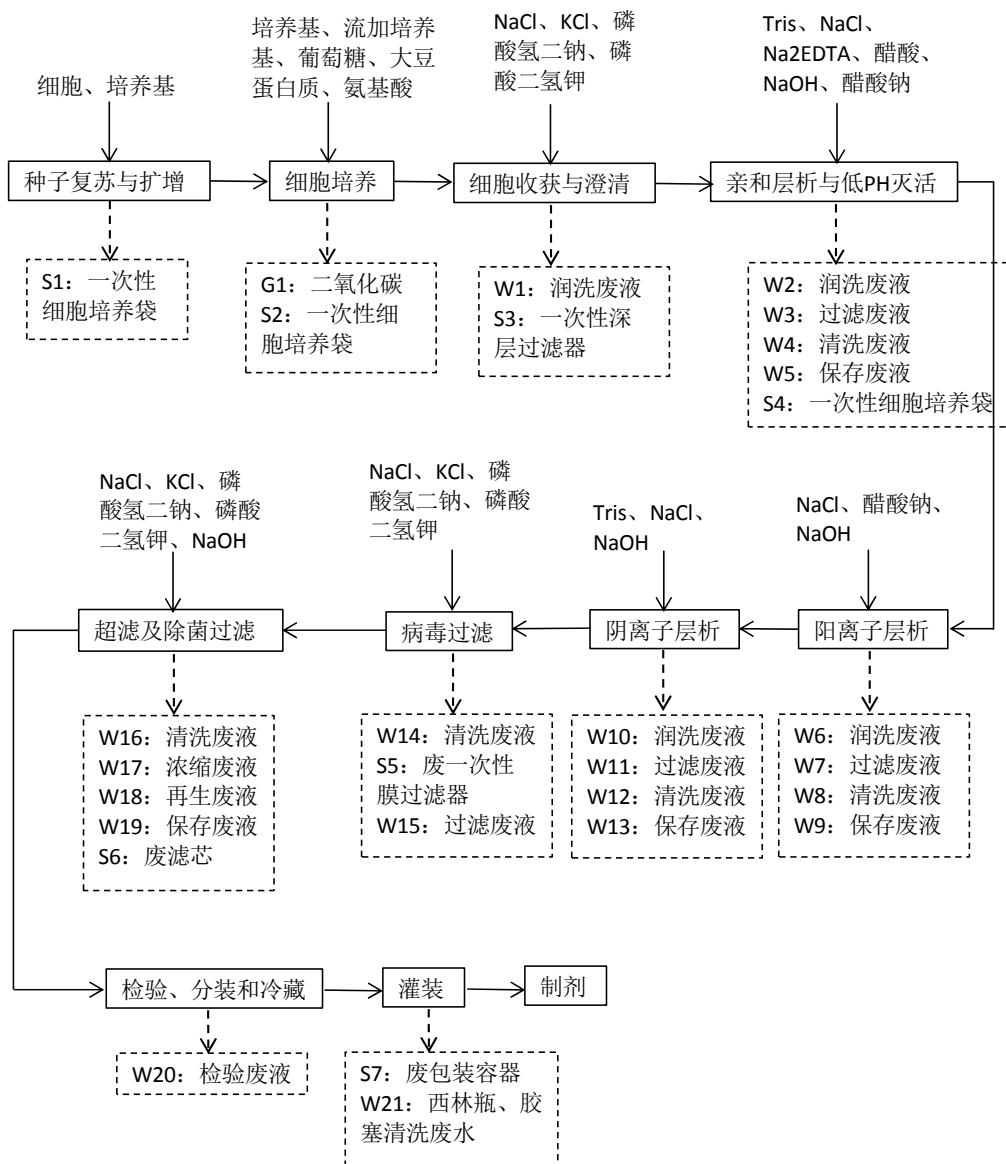 细胞、培养基
培养基、流加培养
基、葡萄糖、大豆
蛋白质、氨基酸
NaCl、KCl、磷
酸氢二钠、磷
酸二氢钾
Tris、NaCl、
Na2EDTA、醋酸、
NaOH、醋酸钠
种子复苏与扩增
细胞培养
细胞收获与澄清
亲和层析与低PH灭活
S1：一次性
细胞培养袋
G1：二氧化碳
S2：一次性细
胞培养袋
W1：润洗废液
S3：一次性深
层过滤器
W2：润洗废液
W3：过滤废液
W4：清洗废液
W5：保存废液
S4：一次性细胞培养袋
NaCl、KCl、磷
酸氢二钠、磷酸
二氢钾、NaOH
NaCl、KCl、磷
酸氢二钠、磷酸
二氢钾
Tris、NaCl、
NaOH
NaCl、醋酸钠、
NaOH
超滤及除菌过滤
病毒过滤
阴离子层析
阳离子层析
W16：清洗废液
W17：浓缩废液
W18：再生废液
W19：保存废液
S6：废滤芯
W14：清洗废液
S5：废一次性
膜过滤器
W15：过滤废液
W10：润洗废液
W11：过滤废液
W12：清洗废液
W13：保存废液
W6：润洗废液
W7：过滤废液
W8：清洗废液
W9：保存废液
检验、分装和冷藏
灌装
制剂
W20：检验废液
S7：废包装容器
W21：西林瓶、胶
塞清洗废水